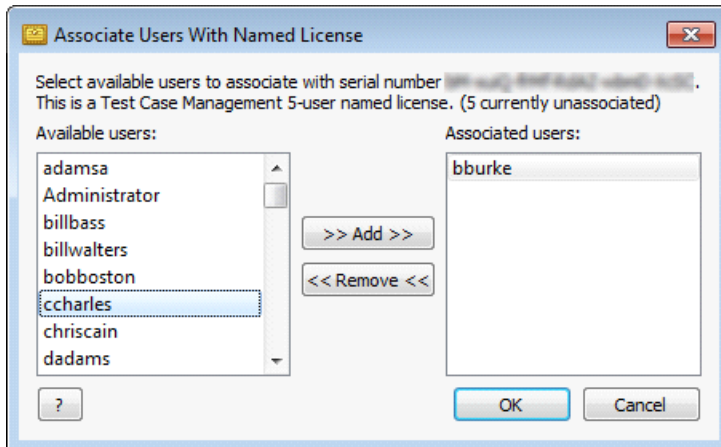 Associate Users With Named License
Select available users to associate with serial number
This is a Test Case Management 5-user named license. (5 currently unassociated)
Available users:
Associated users:
adamsa
Administrator
billbass
billwalters
bobboston
ccharles
chriscain
dadams
>> Add >>
<< Remove <<
bburke
?
OK
Cancel